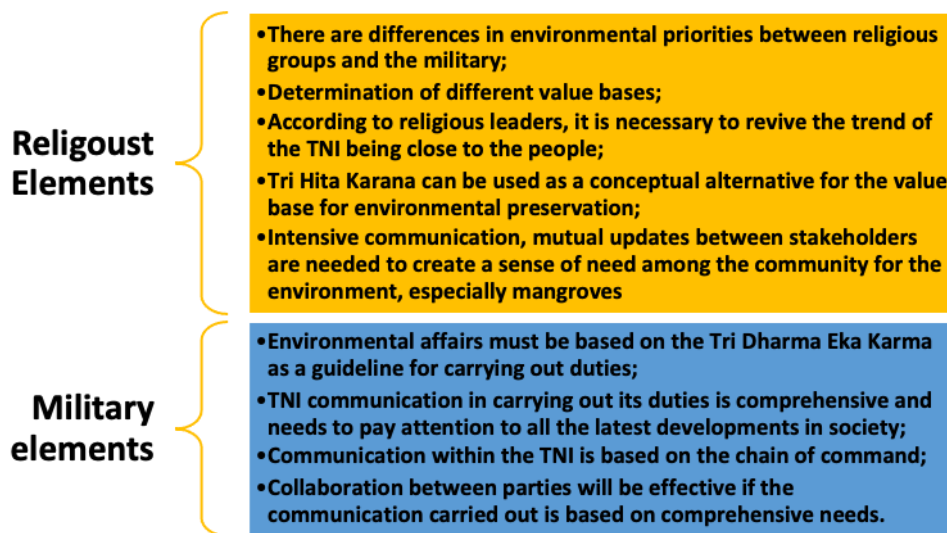 Religoust
Elements
•There are differences in environmental priorities between religious
groups and the military;
•Determination of different value bases;
•According to religious leaders, it is necessary to revive the trend of
the TNI being close to the people;
•Tri Hita Karana can be used as a conceptual alternative for the value
base for environmental preservation;
•Intensive communication, mutual updates between stakeholders
are needed to create a sense of need among the community for the
environment, especially mangroves
Military
elements
•Environmental affairs must be based on the Tri Dharma Eka Karma
as a guideline for carrying out duties;
•TNI communication in carrying out its duties is comprehensive and
needs to pay attention to all the latest developments in society;
•Communication within the TNI is based on the chain of command;
•Collaboration between parties will be effective if the
communication carried out is based on comprehensive needs.